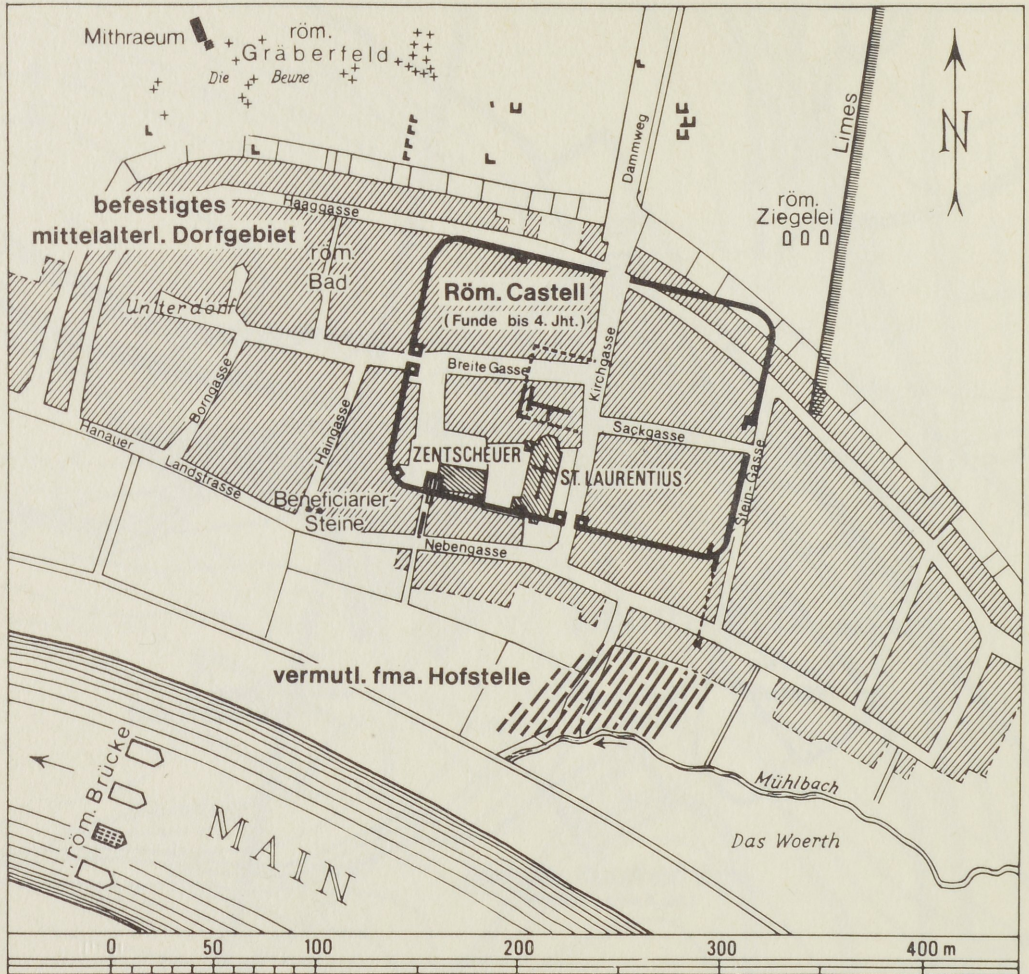 Mithraeum
röm.
Gräberfeld
Die Beune
Dammweg
Limes
N
röm.
Ziegelei
befestigtes
mittelalterl. Dorfgebiet
Haaggasse
röm.
Bad
Röm. Castell
(Funde bis 4. Jht.)
Unterdorf
Breite Gasse
Kirchgasse
Borngasse
Haingasse
Sackgasse
Hanauer
Landstrasse
ZENTSCHEUER
ST. LAURENTIUS
Stein-Gasse
Beneficiarier-
Steine
Nebengasse
vermutl. fma. Hofstelle
röm. Brücke
MAIN
Mühlbach
Das Woerth
0 50 100 200 300 400 m